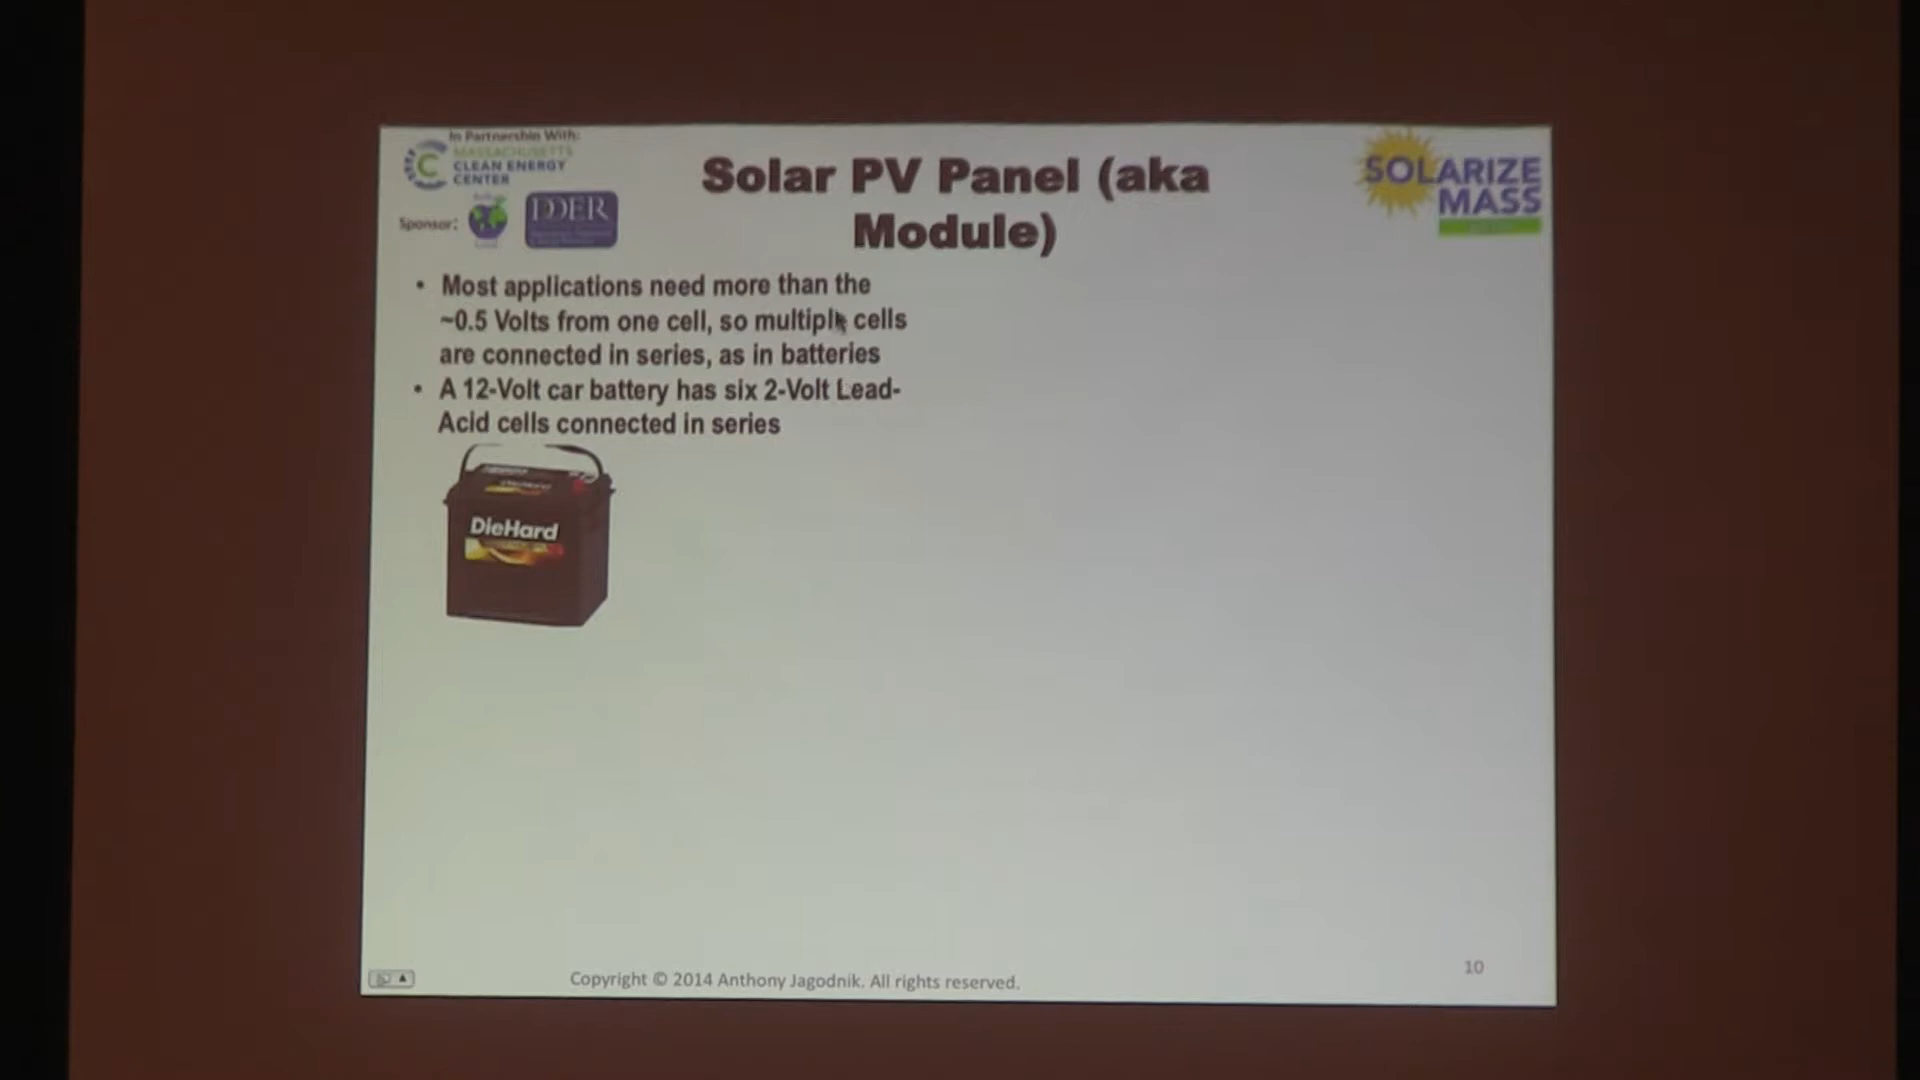 In Partnership With:
MASSACHUSETTS
CLEAN ENERGY
CENTER
Sponsor:
DOER
Solar PV Panel (aka
Module)
SOLARIZE
MASS
• Most applications need more than the
~0.5 Volts from one cell, so multiple cells
are connected in series, as in batteries
• A 12-Volt car battery has six 2-Volt Lead-
Acid cells connected in series
DieHard
Copyright © 2014 Anthony Jagodnik. All rights reserved.
10